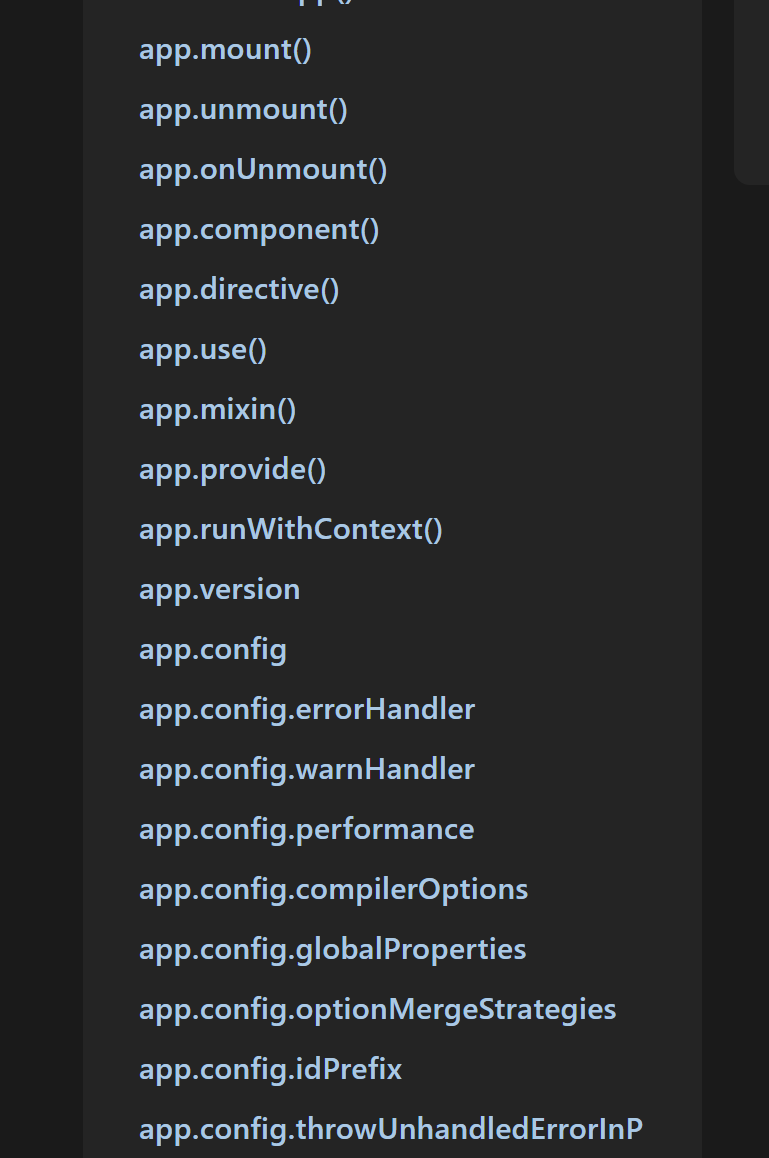 app.mount()
app.unmount()
app.onUnmount()
app.component()
app.directive()
app.use()
app.mixin()
app.provide()
app.runWithContext()
app.version
app.config
app.config.errorHandler
app.config.warnHandler
app.config.performance
app.config.compilerOptions
app.config.globalProperties
app.config.optionMergeStrategies
app.config.idPrefix
app.config.throwUnhandledErrorInP